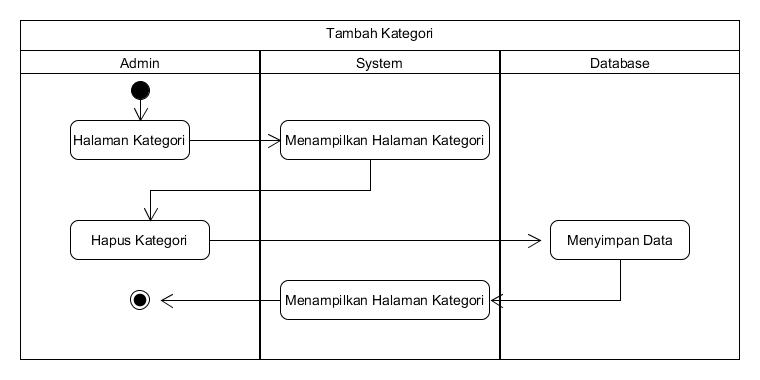 Tambah Kategori
Admin
System
Database
Halaman Kategori
Menampilkan Halaman Kategori
Hapus Kategori
Menyimpan Data
Menampilkan Halaman Kategori